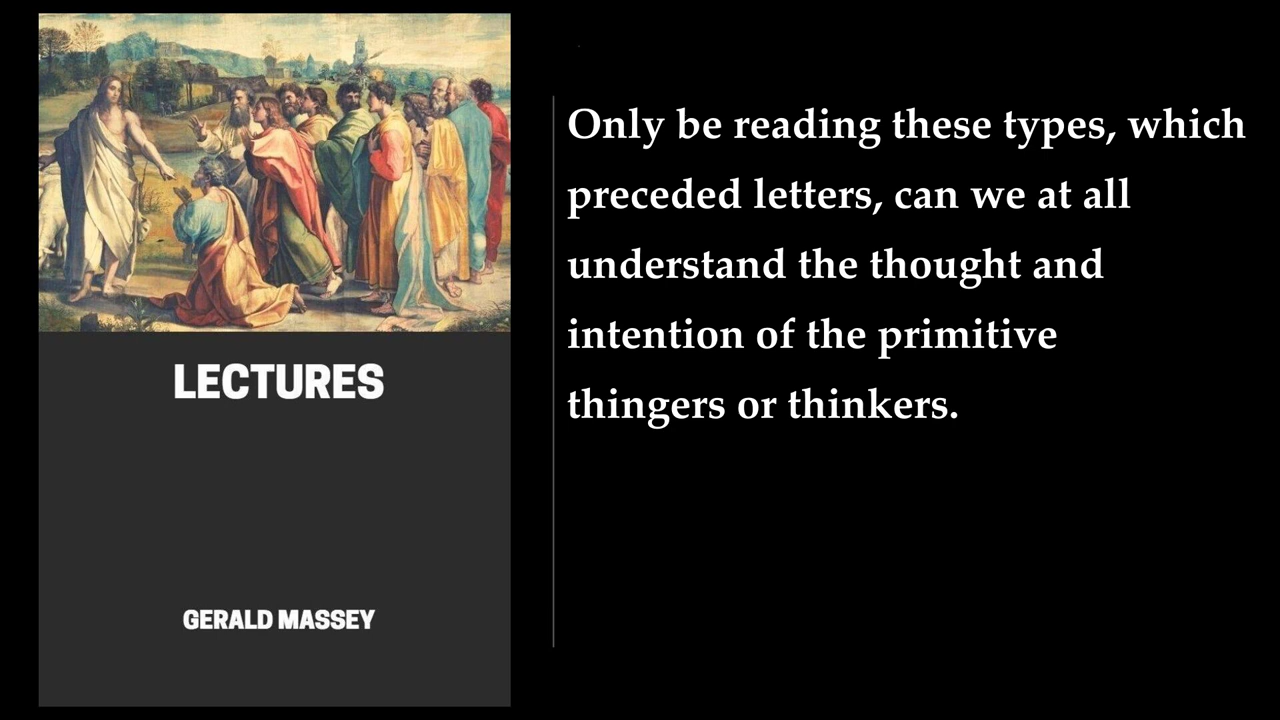 LECTURES
GERALD MASSEY
Only be reading these types, which
preceded letters, can we at all
understand the thought and
intention of the primitive
thingers or thinkers.